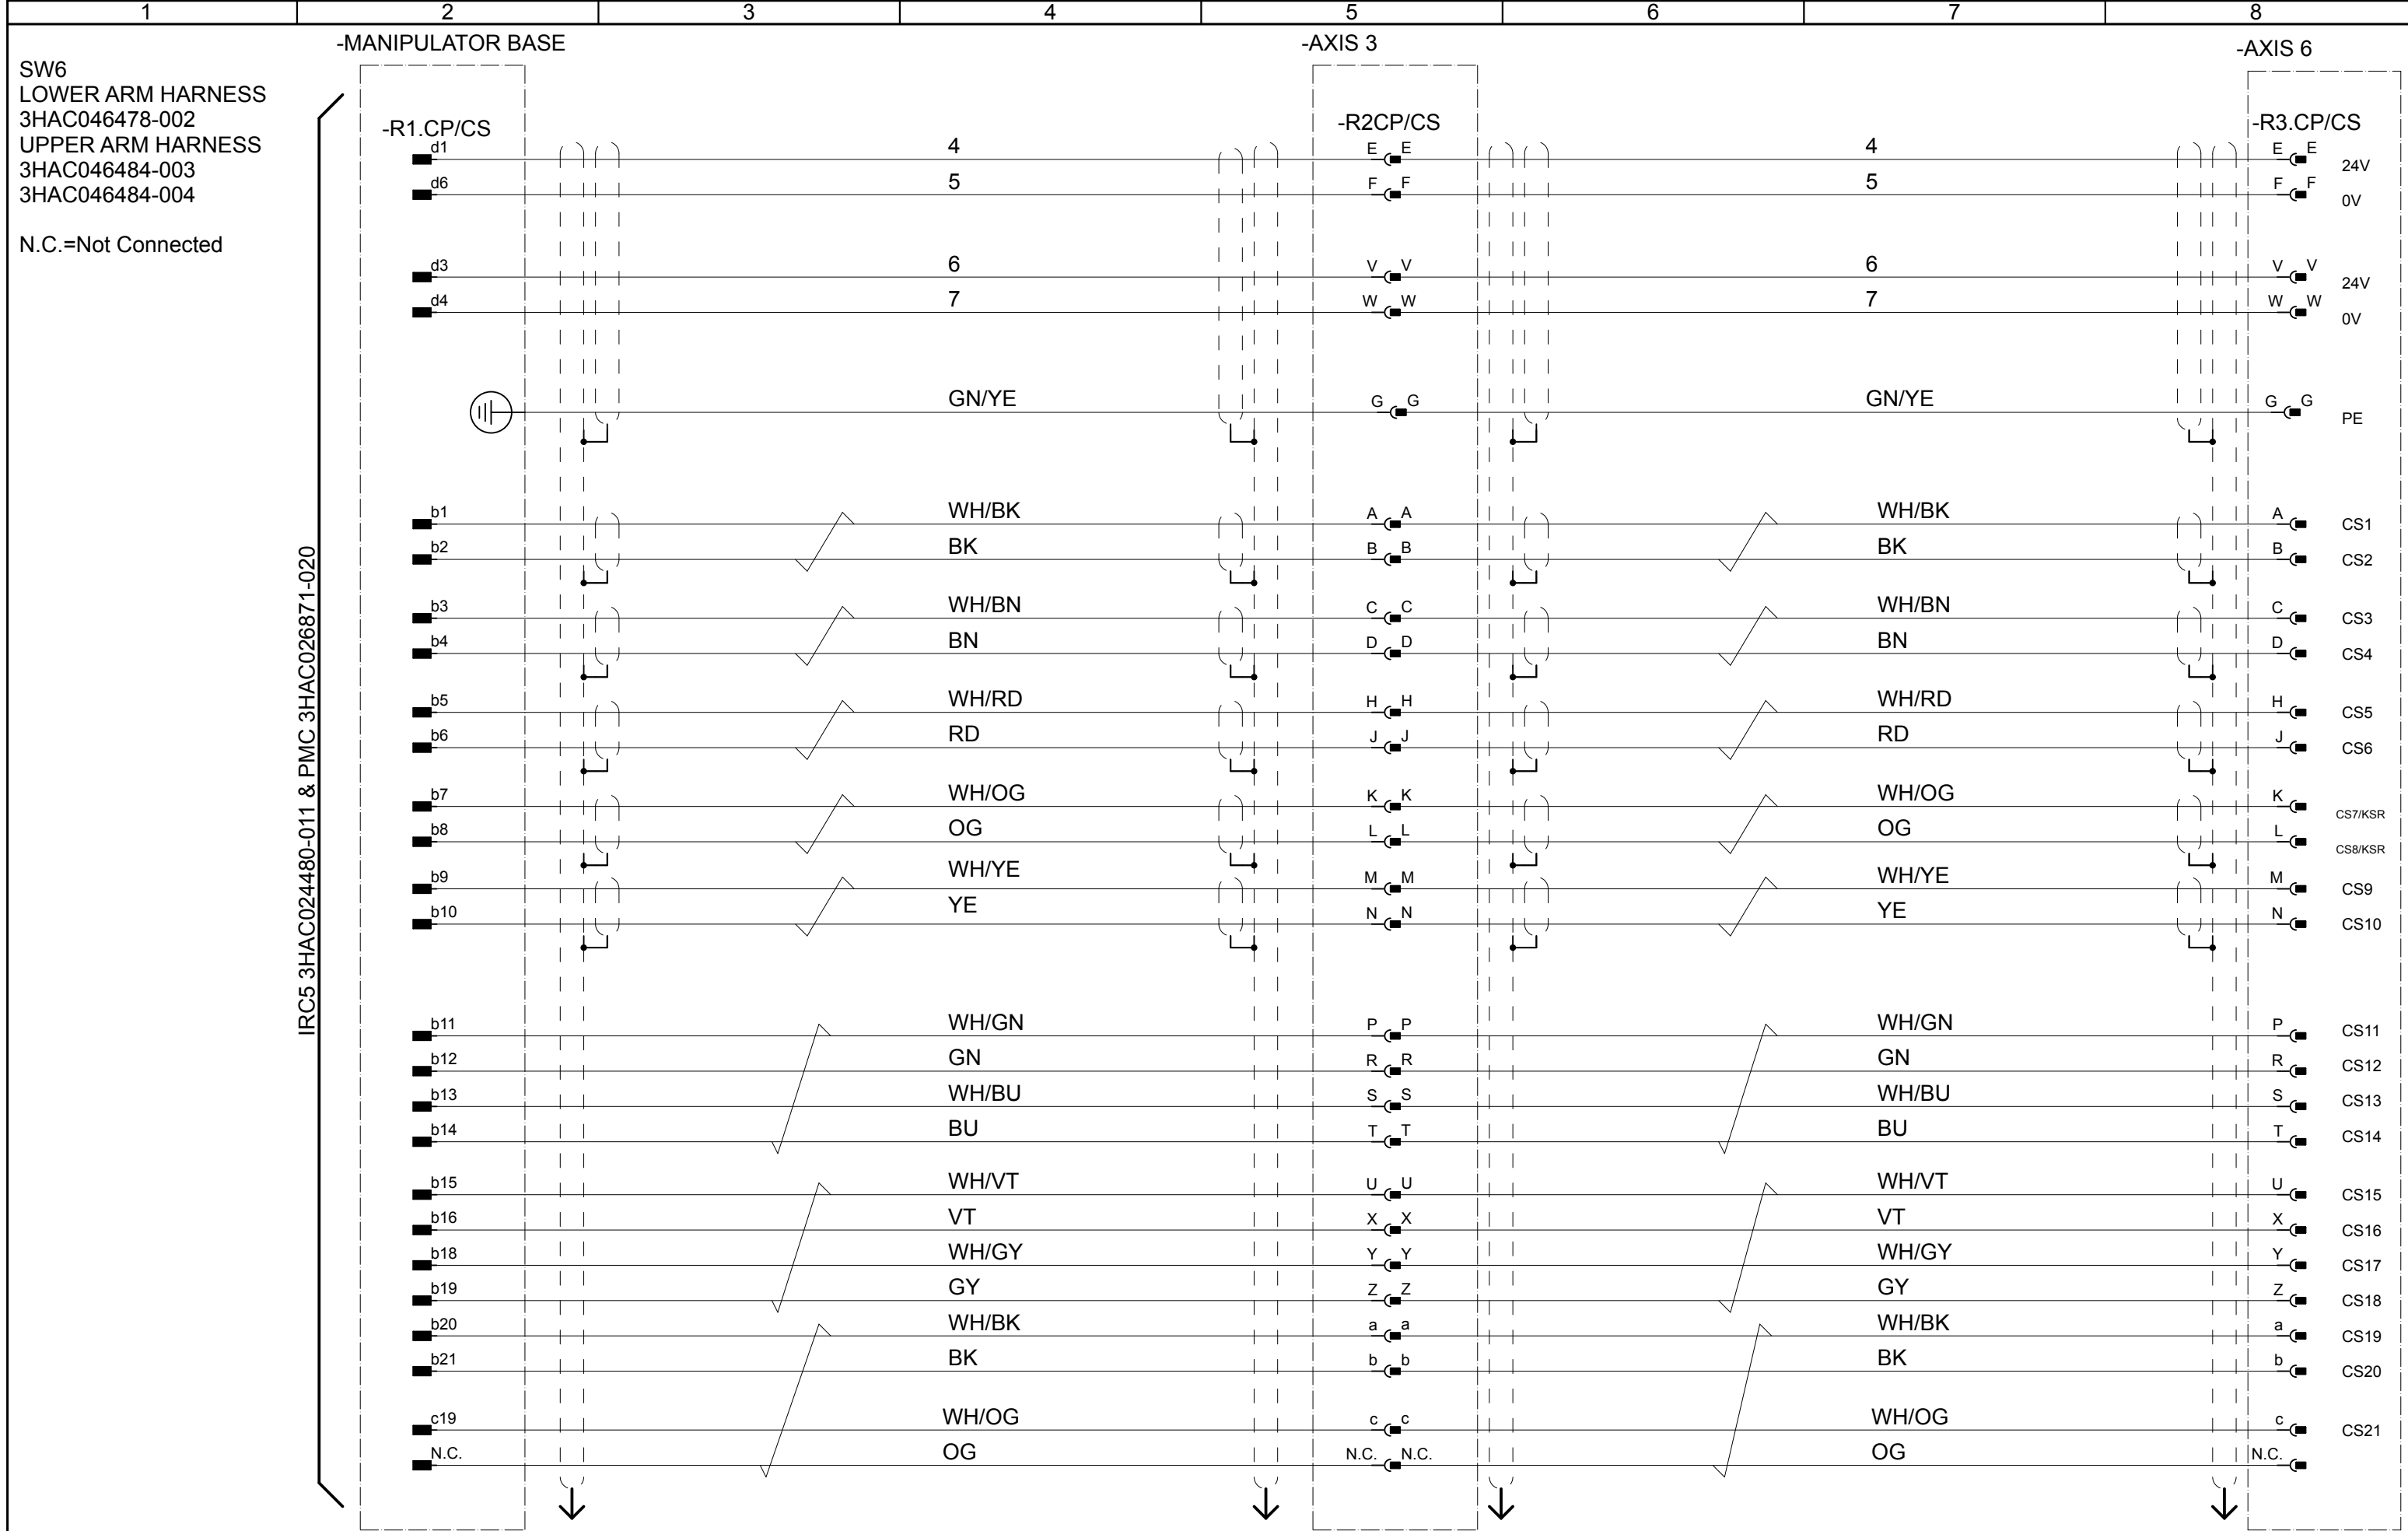 1 2 3 4 5 6 7 8
-MANIPULATOR BASE -AXIS 3 -AXIS 6
SW6
LOWER ARM HARNESS
3HAC046478-002
UPPER ARM HARNESS
3HAC046484-003
3HAC046484-004
N.C.=Not Connected
IRC5 3HAC024480-011 & PMC 3HAC026871-020
-R1.CP/CS -R2CP/CS -R3.CP/CS
d1 4 E E 4 E E 24V
d6 5 F F 5 F F 0V
d3 6 V V 6 V V 24V
d4 7 W W 7 W W 0V
GN/YE G G GN/YE G G PE
b1 WH/BK A A WH/BK A CS1
b2 BK B B BK B CS2
b3 WH/BN C C WH/BN C CS3
b4 BN D D BN D CS4
b5 WH/RD H H WH/RD H CS5
b6 RD J J RD J CS6
b7 WH/OG K K WH/OG K CS7/KSR
b8 OG L L OG L CS8/KSR
b9 WH/YE M M WH/YE M CS9
b10 YE N N YE N CS10
b11 WH/GN P P WH/GN P CS11
b12 GN R R GN R CS12
b13 WH/BU S S WH/BU S CS13
b14 BU T T BU T CS14
b15 WH/VT U U WH/VT U CS15
b16 VT X X VT X CS16
b18 WH/GY Y Y WH/GY Y CS17
b19 GY Z Z GY Z CS18
b20 WH/BK a a WH/BK a CS19
b21 BK b b BK b CS20
c19 WH/OG c c WH/OG c CS21
N.C. OG N.C. N.C. OG N.C.